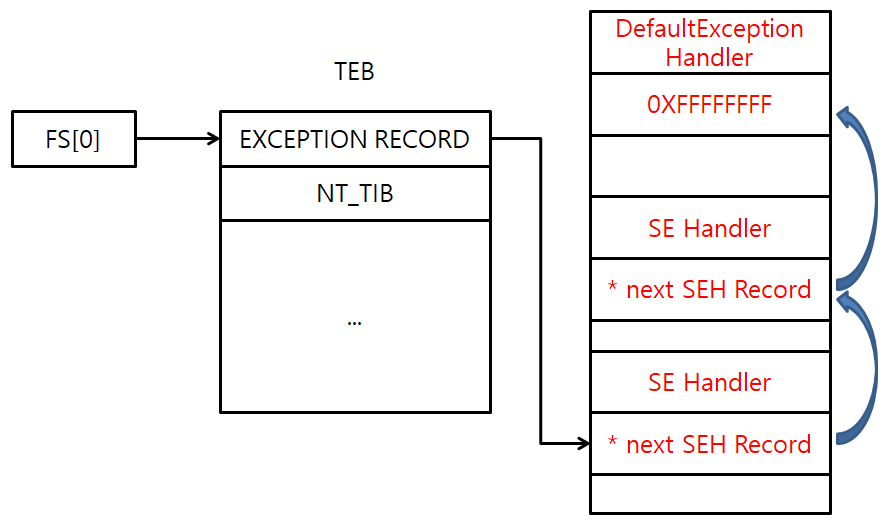 TEB
FS[0]
EXCEPTION RECORD
NT_TIB
...
DefaultException
Handler
0XFFFFFFFF
SE Handler
* next SEH Record
SE Handler
* next SEH Record